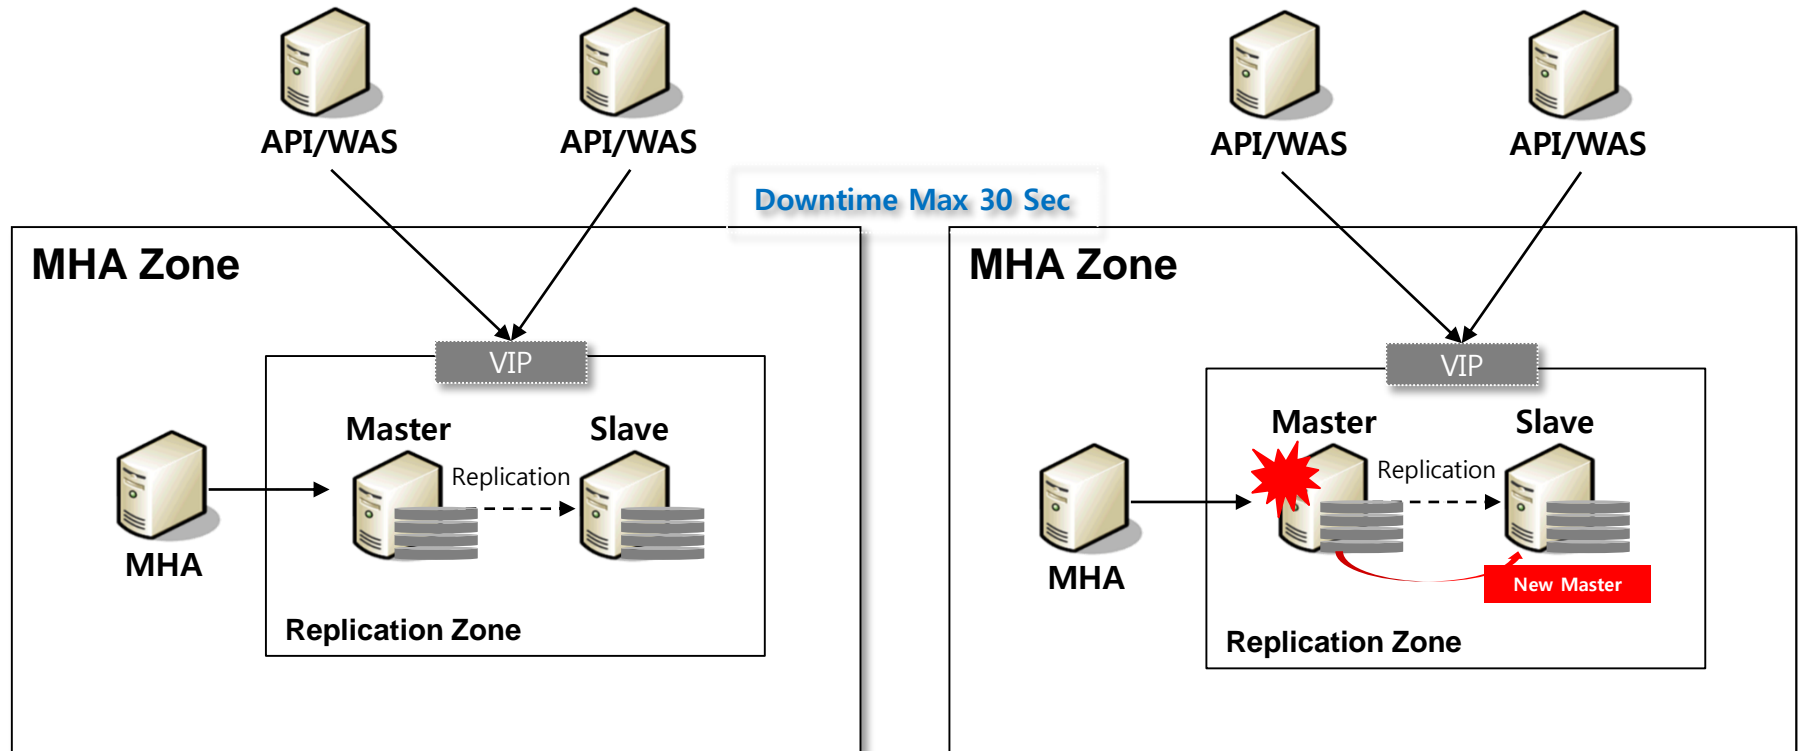 API/WAS
API/WAS
API/WAS
API/WAS
Downtime Max 30 Sec
MHA Zone
VIP
Master
Slave
Replication
MHA
Replication Zone
MHA Zone
VIP
Master
Slave
Replication
MHA
New Master
Replication Zone